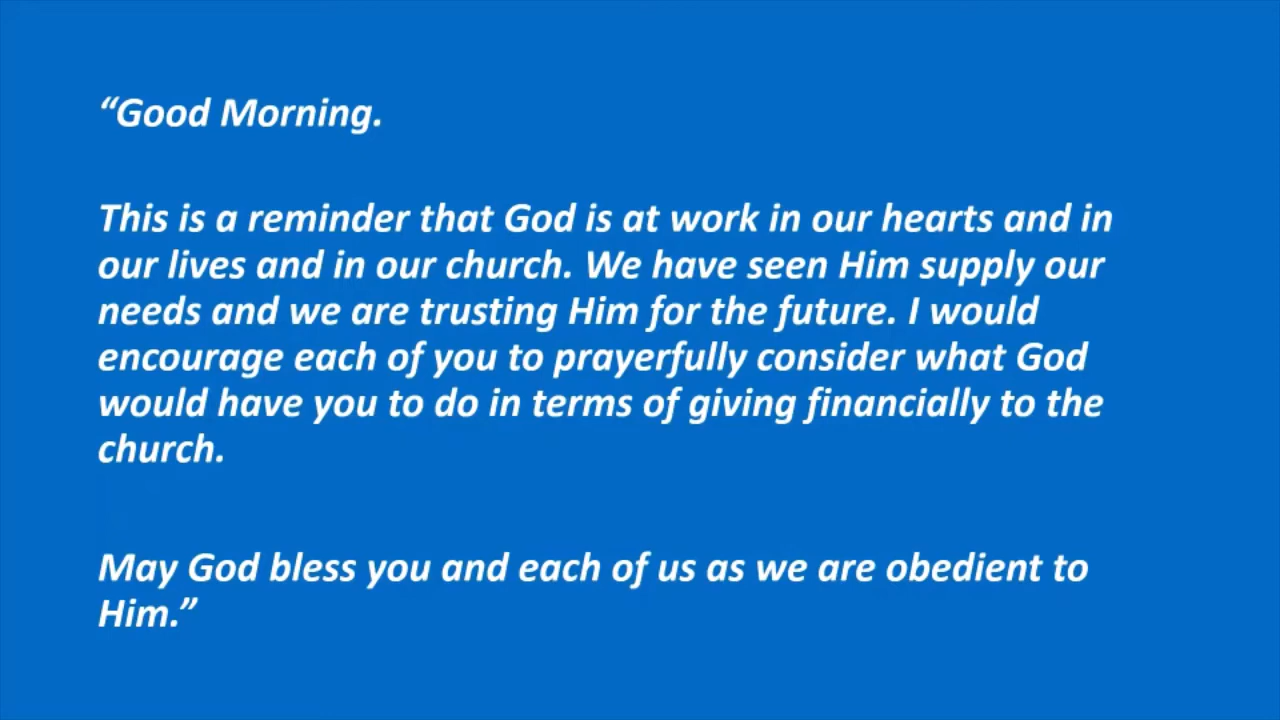 “Good Morning.
This is a reminder that God is at work in our hearts and in
our lives and in our church. We have seen Him supply our
needs and we are trusting Him for the future. I would
encourage each of you to prayerfully consider what God
would have you to do in terms of giving financially to the
church.
May God bless you and each of us as we are obedient to
Him.”